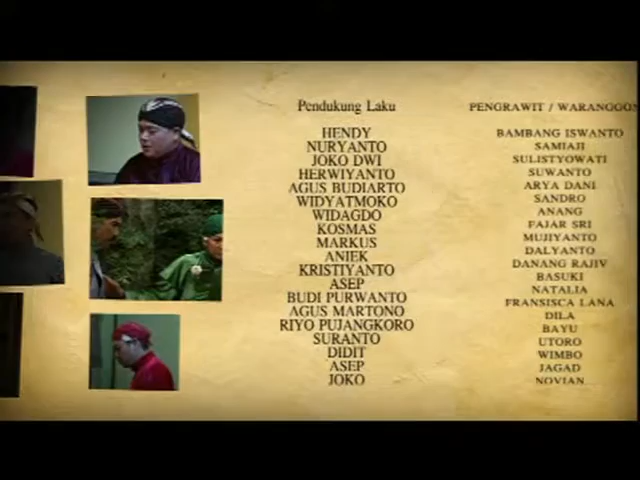 Pendukung Laku
HENDY
NURYANTO
JOKO DWI
HERWIYANTO
AGUS BUDIARTO
WIDYATMOKO
WIDAGDO
KOSMAS
MARKUS
ANIEK
KRISTIYANTO
ASEP
BUDI PURWANTO
AGUS MARTONO
RIYO PUJANGKORO
SURANTO
DIDIT
ASEP
JOKO
PENGRAWIT / WARANGGON
BAMBANG ISWANTO
SAMIAJI
SULISTYOWATI
SUWANTO
ARYA DANI
SANDRO
ANANG
FAJAR SRI
MUJIYANTO
DALYANTO
DANANG RAJIV
BASUKI
NATALIA
FRANSISCA LANA
DILA
BAYU
UTORO
WIMBO
JAGAD
NOVIAN